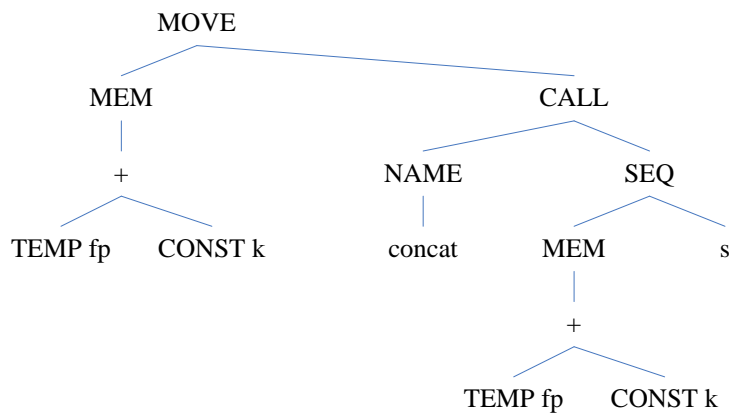 MOVE
MEM CALL
+ NAME SEQ
TEMP fp CONST k concat MEM s
+
TEMP fp CONST k